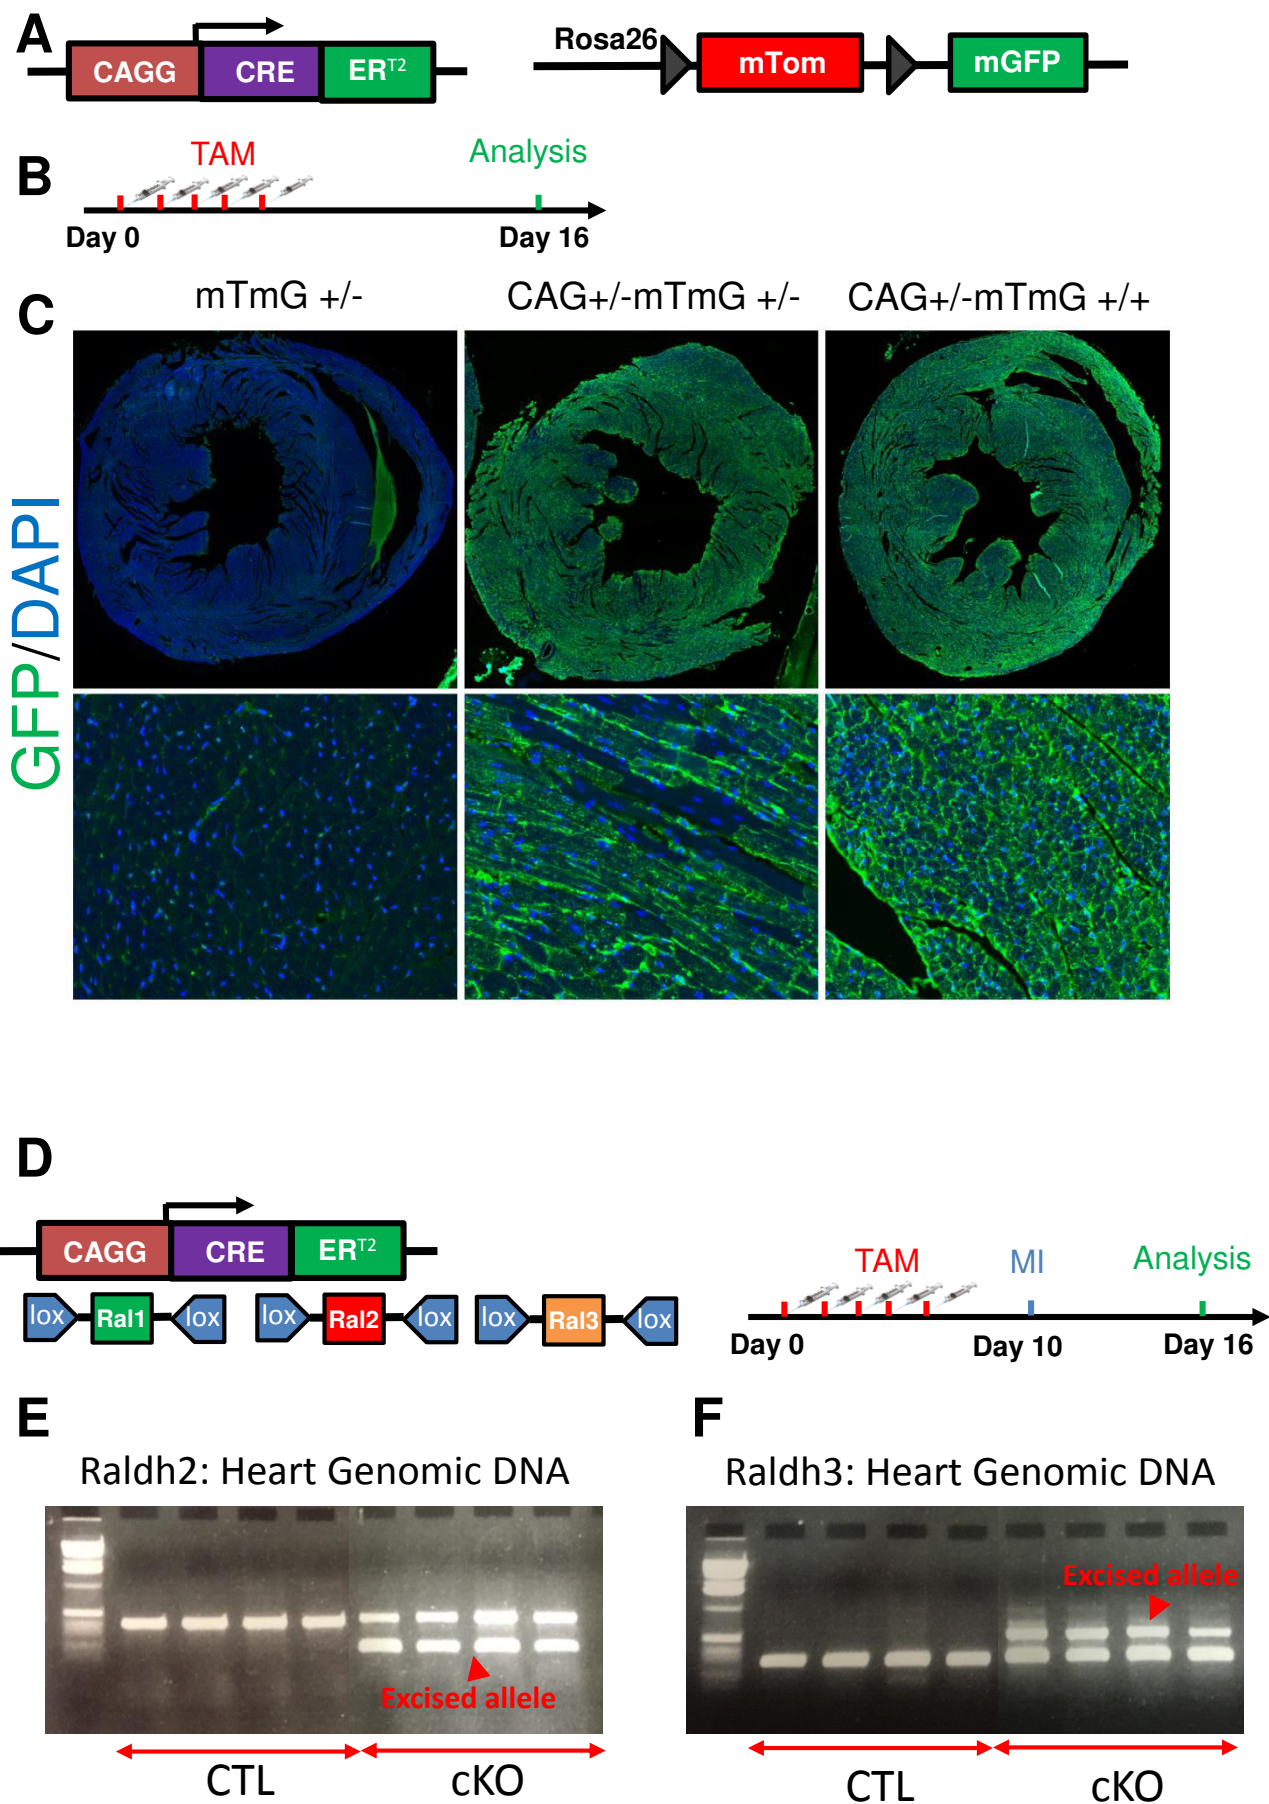 A
CAGG CRE ERT2
Rosa26 mTom mGFP
B
TAM Analysis
Day 0 Day 16
C
mTmG +/- CAG+/-mTmG +/- CAG+/-mTmG +/+
GFP/DAPI
D
CAGG CRE ERT2
lox Ral1 lox lox Ral2 lox lox Ral3 lox
TAM MI Analysis
Day 0 Day 10 Day 16
E
Raldh2: Heart Genomic DNA
Excised allele
CTL cKO
F
Raldh3: Heart Genomic DNA
Excised allele
CTL cKO